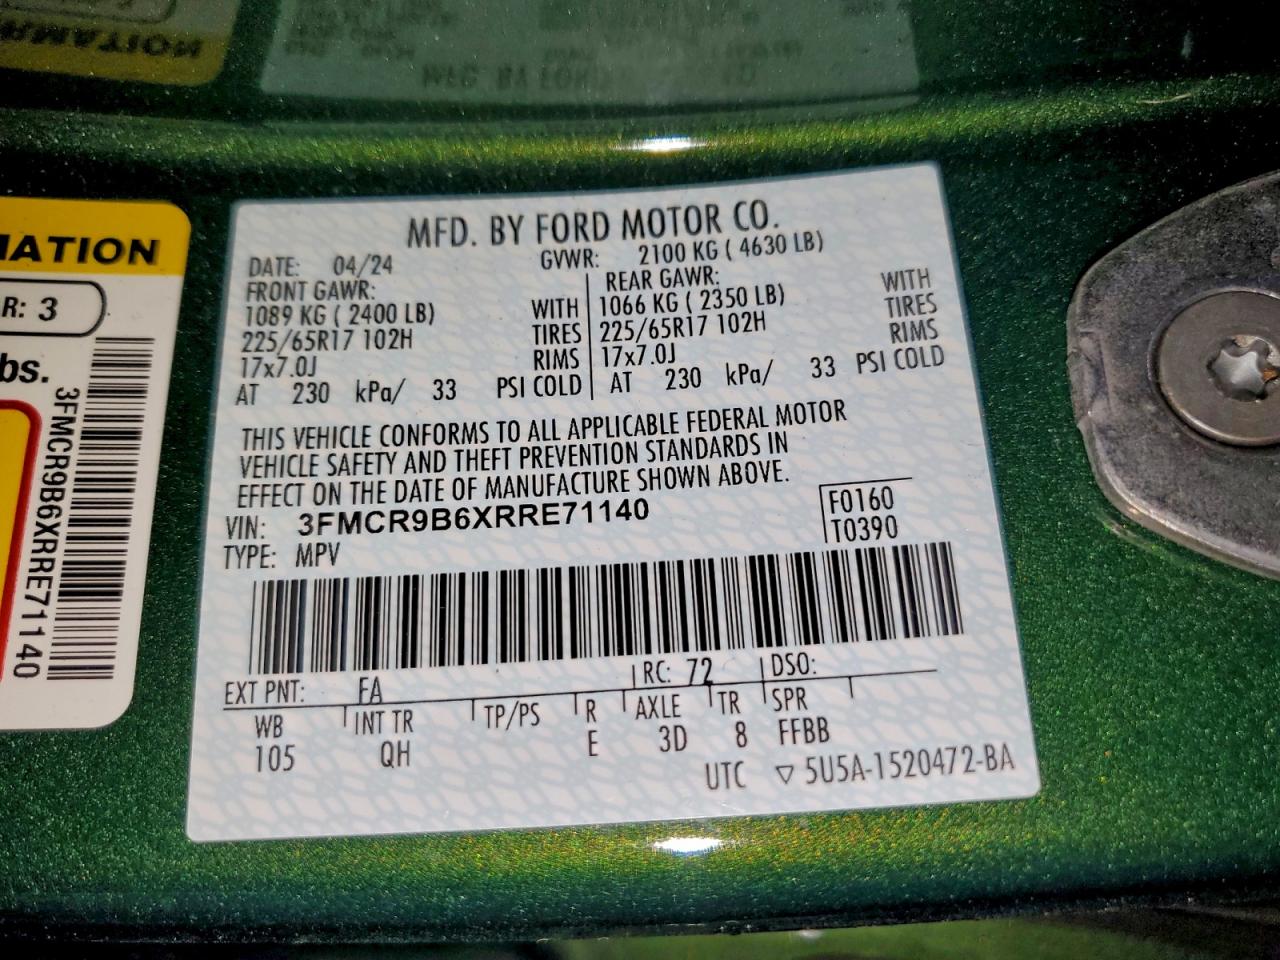 MFD. BY FORD MOTOR CO.
DATE: 04/24 GVWR: 2100 KG ( 4630 LB)
FRONT GAWR: REAR GAWR:
1089 KG ( 2400 LB) WITH 1066 KG ( 2350 LB) WITH
225/65R17 102H TIRES 225/65R17 102H TIRES
17x7.0J RIMS 17x7.0J RIMS
AT 230 kPa/ 33 PSI COLD AT 230 kPa/ 33 PSI COLD
THIS VEHICLE CONFORMS TO ALL APPLICABLE FEDERAL MOTOR
VEHICLE SAFETY AND THEFT PREVENTION STANDARDS IN
EFFECT ON THE DATE OF MANUFACTURE SHOWN ABOVE.
VIN: 3FMCR9B6XRRE71140 F0160
TYPE: MPV T0390
EXT PNT: FA RC: 72 DSO:
WB INT TR TP/PS R AXLE TR SPR
105 QH E 3D 8 FFBB
UTC ▽ 5U5A-1520472-BA
R: 3
bs.
3FMCR9B6XRRE71140